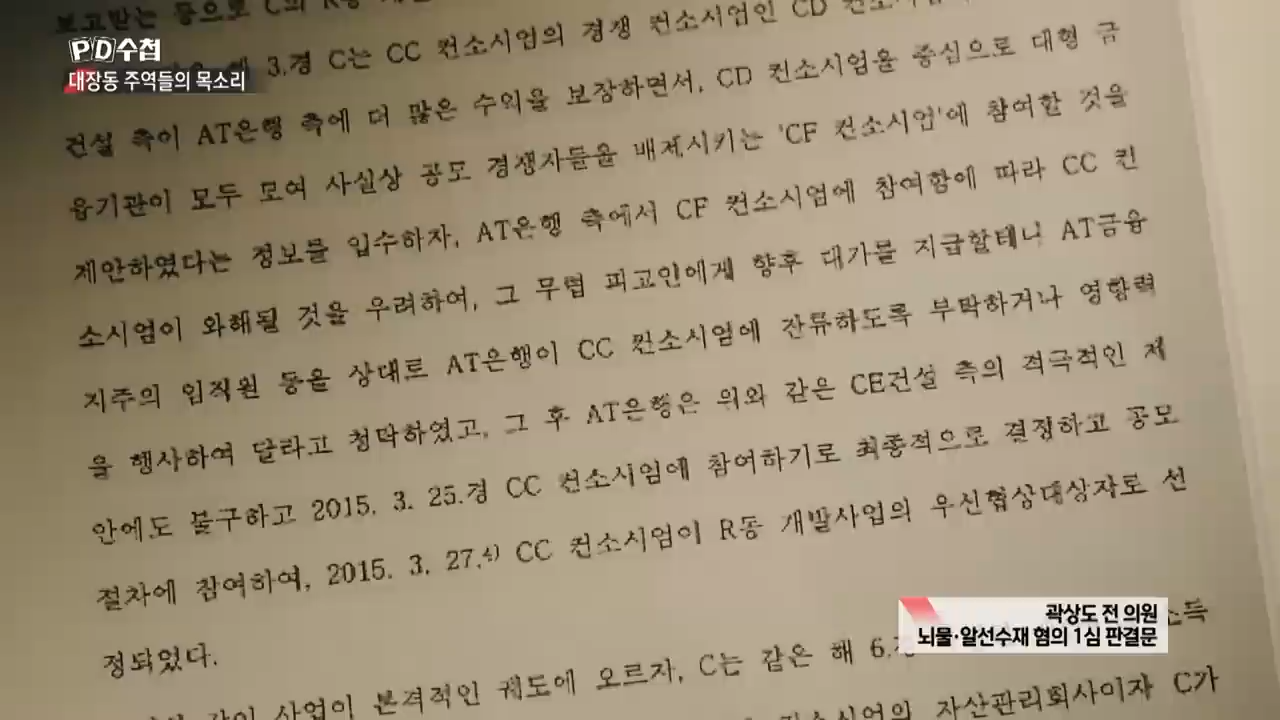 보고받는 등으로 C의 R동
PD수첩
대장동 주역들의 목소리
3.경 C는 CC 컨소시엄의 경쟁 컨소시엄인 CD
건설 측이 AT은행 측에 더 많은 수익을 보장하면서, CD 컨소시엄을 중심으로 대형 금
융기관이 모두 모여 사실상 공모 경쟁자들을 배제시키는 'CF 컨소시엄'에 참여할 것을
제안하였다는 정보를 입수하자, AT은행 측에서 CF 컨소시엄에 참여함에 따라 CC 컨
소시엄이 와해될 것을 우려하여, 그 무렵 피고인에게 향후 대가를 지급할테니 AT금융
지주의 임직원 등을 상대로 AT은행이 CC 컨소시엄에 잔류하도록 부탁하거나 영향력
을 행사하여 달라고 청탁하였고, 그 후 AT은행은 위와 같은 CE건설 측의 적극적인 제
안에도 불구하고 2015. 3. 25.경 CC 컨소시엄에 참여하기로 최종적으로 결정하고 공모
절차에 참여하여, 2015. 3. 27.4) CC 컨소시엄이 R동 개발사업의 우선협상대상자로 선
정되었다.
같이 사업이 본격적인 궤도에 오르자, C는 같은 해 6.경 소득
자산관리회사이자 C가
곽상도 전 의원
뇌물·알선수재 혐의 1심 판결문